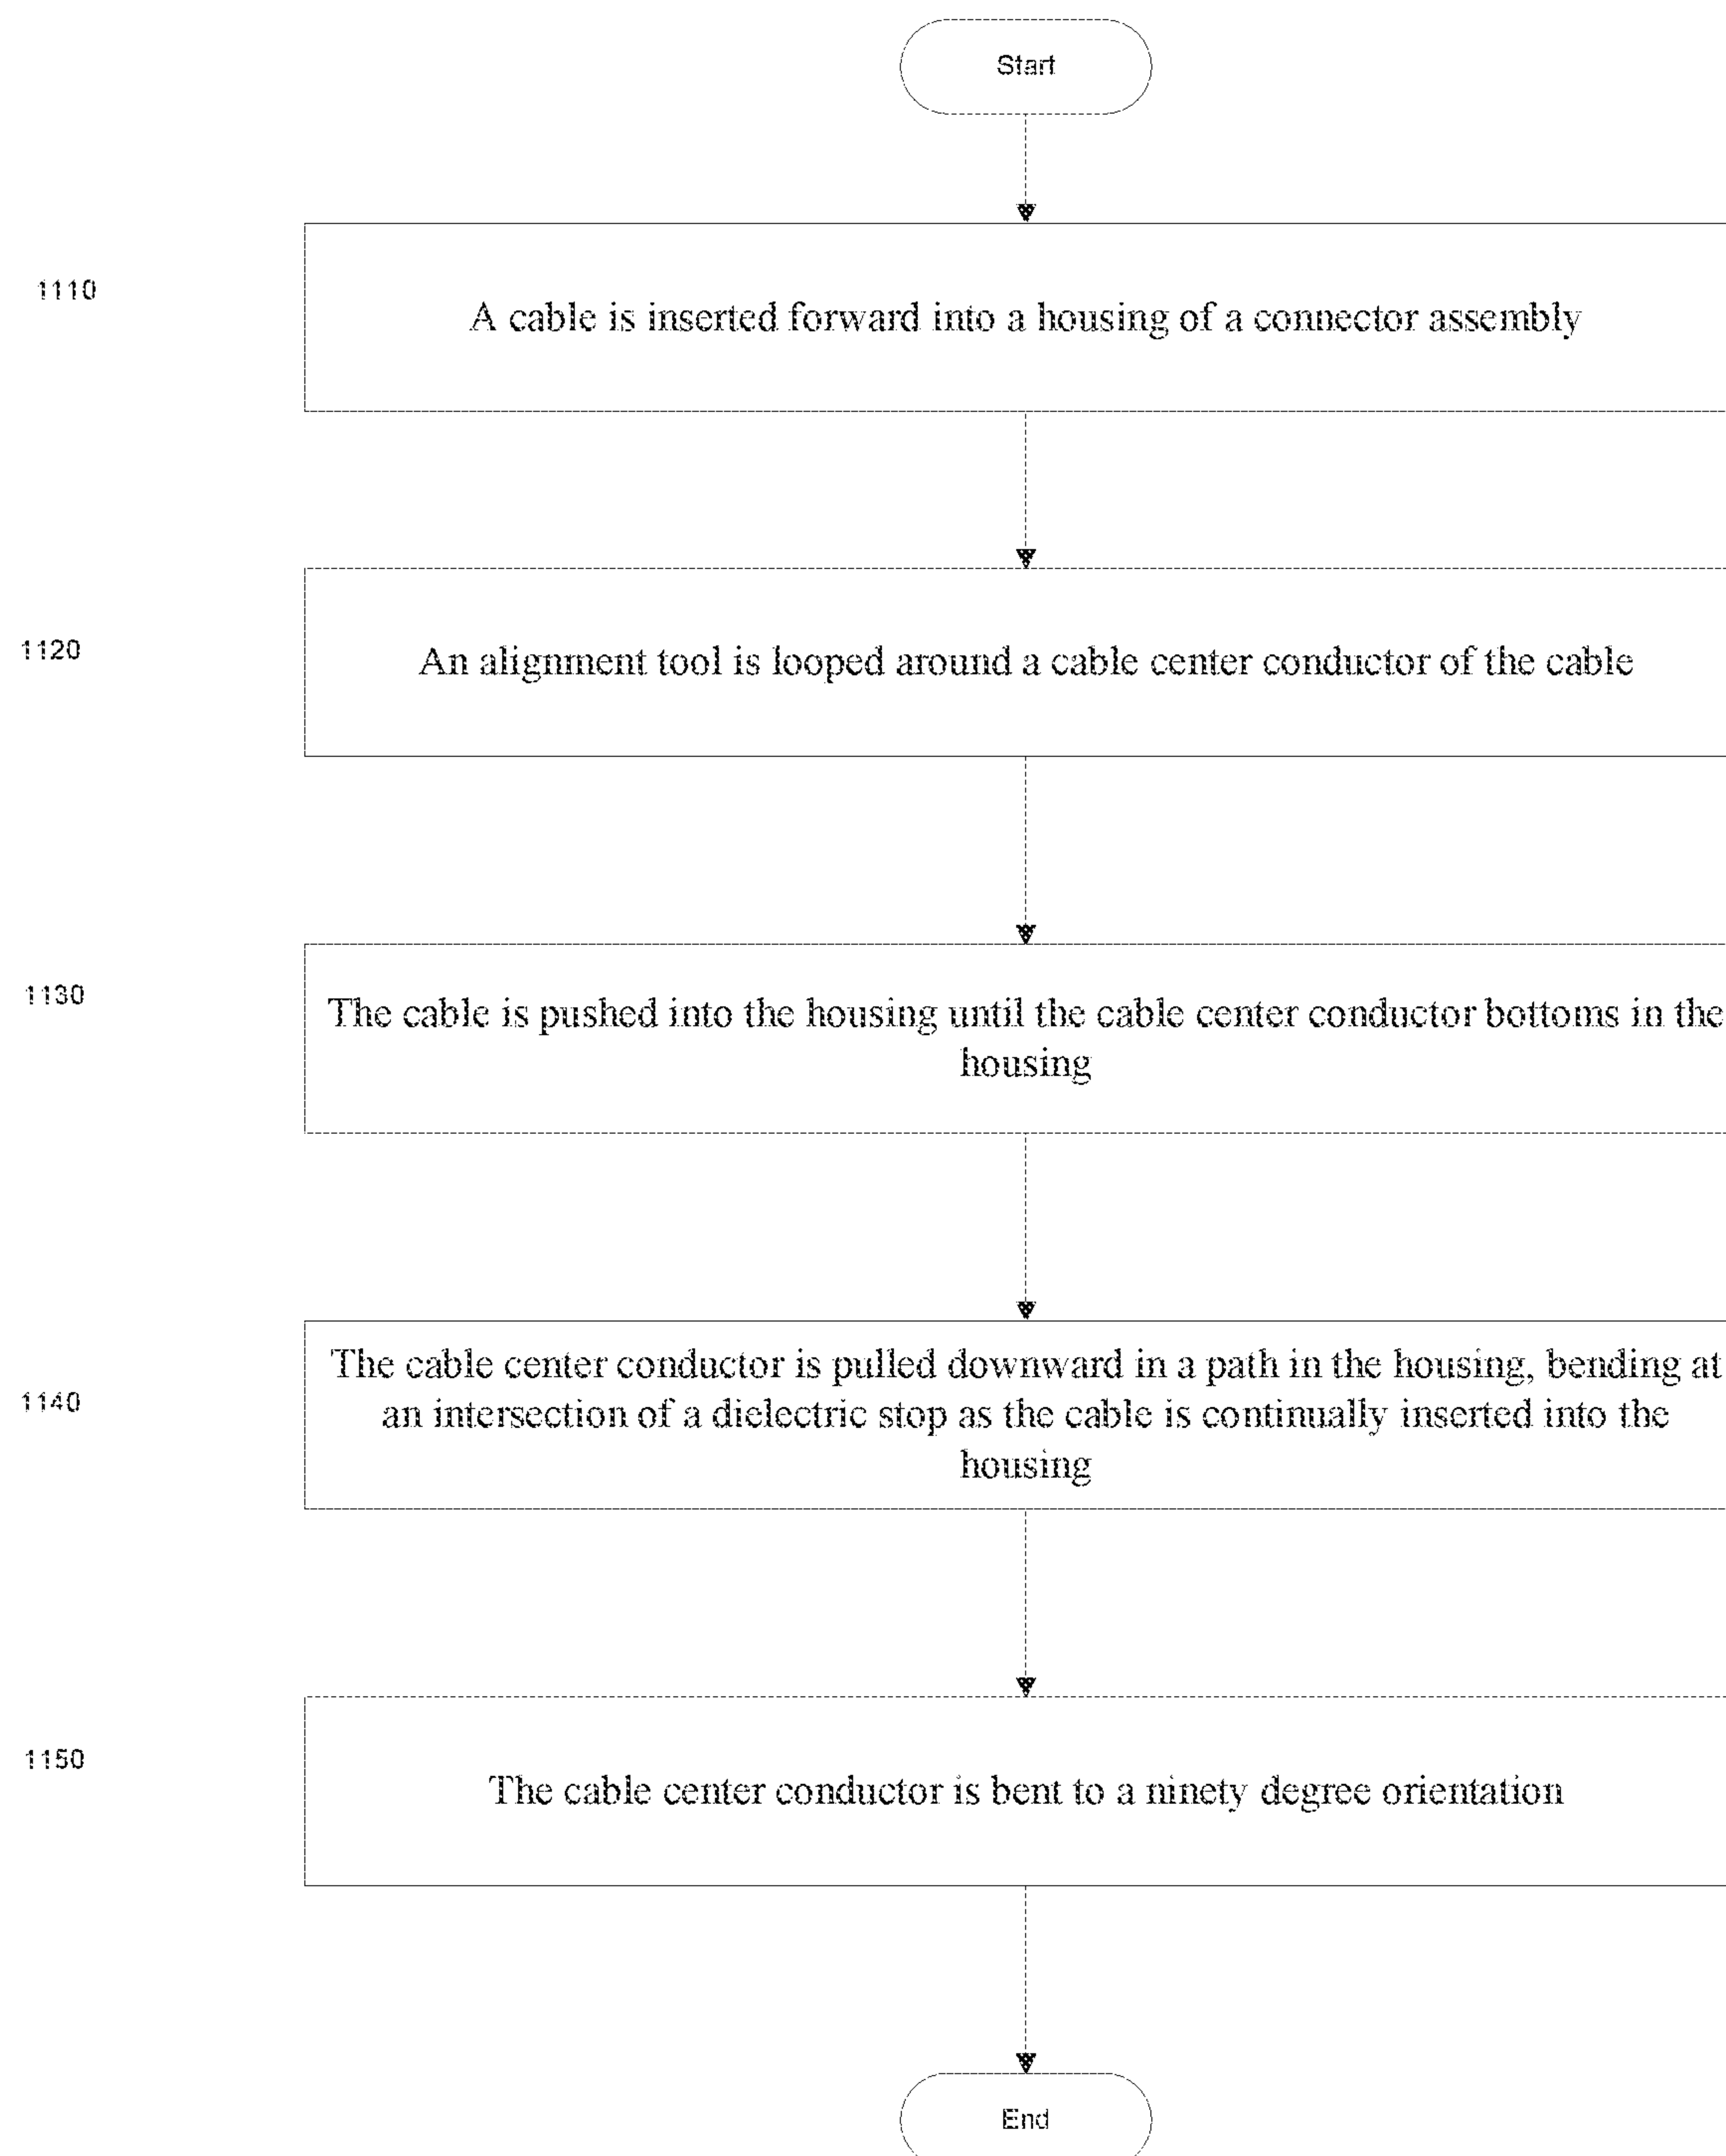 Start
1110
A cable is inserted forward into a housing of a connector assembly
1120
An alignment tool is looped around a cable center conductor of the cable
1130
The cable is pushed into the housing until the cable center conductor bottoms in the
housing
1140
The cable center conductor is pulled downward in a path in the housing, bending at
an intersection of a dielectric stop as the cable is continually inserted into the
housing
1150
The cable center conductor is bent to a ninety degree orientation
End